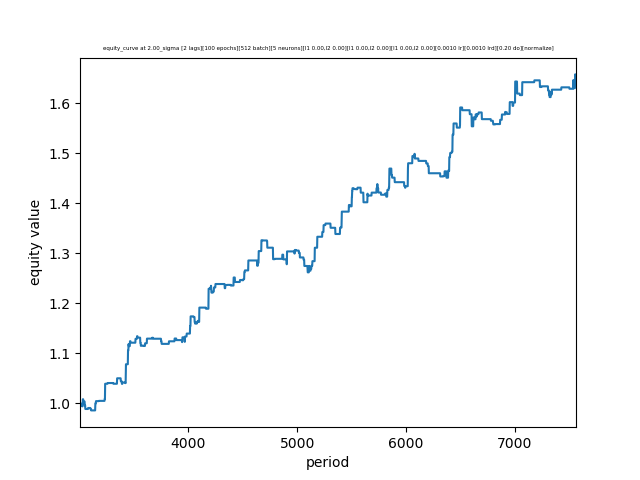 equity_curve at 2.00_sigma [2 lags][100 epochs][512 batch][5 neurons][l1 0.00,l2 0.00][l1 0.00,l2 0.00][l1 0.00,l2 0.00][0.0010 lr][0.0010 lrd][0.20 do][normalize]
1.6
1.5
1.4
1.3
1.2
1.1
1.0
equity value
4000 5000 6000 7000
period